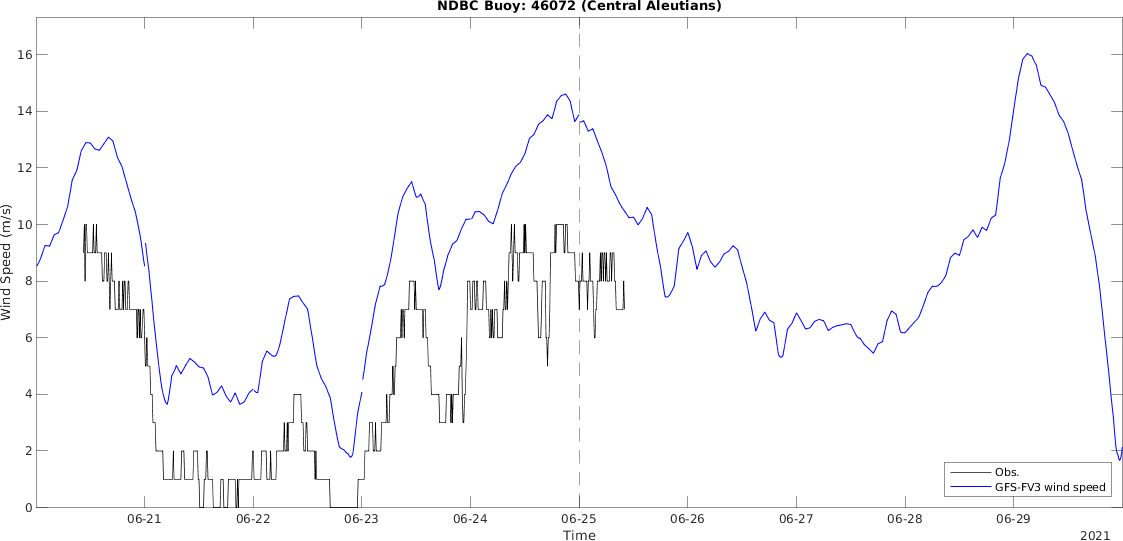 NDBC Buoy: 46072 (Central Aleutians)
Wind Speed (m/s)
16
14
12
10
8
6
4
2
0
06-21 06-22 06-23 06-24 06-25 06-26 06-27 06-28 06-29
Time
2021
Obs.
GFS-FV3 wind speed